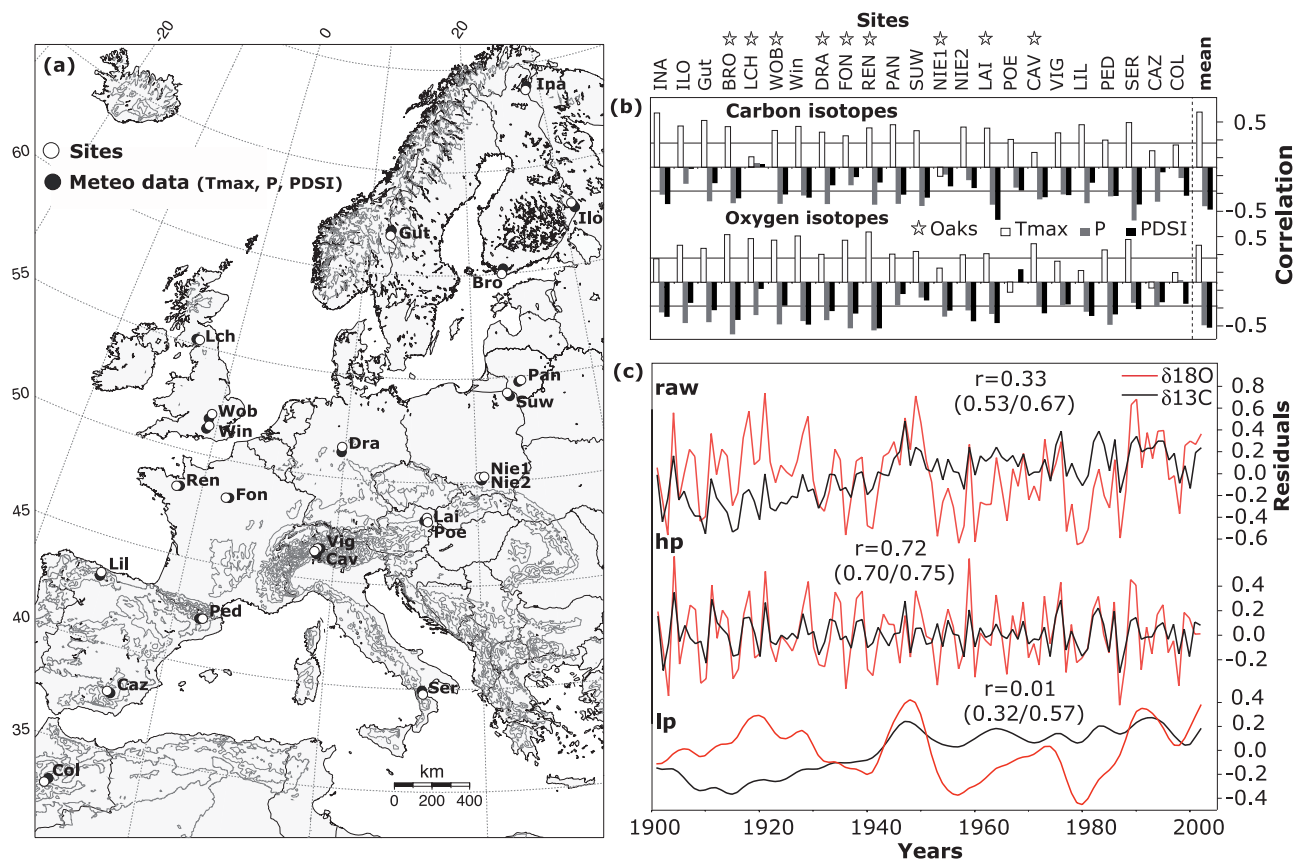 -20
0
20
(a)
60
55
50
45
40
35
Sites
Meteo data (Tmax, P, PDSI)
Ina
Ilo
Gut
Bro
Lch
Pan
Suw
Wob
Win
Dra
Nie1
Nie2
Ren
Fon
Lai
Poe
Vig
Cav
Lil
Ped
Caz
Ser
Col
km
0 200 400
-20
0
20
Sites
INA
ILO
Gut
BRO
LCH
WOB
Win
DRA
FON
REN
PAN
SUW
NIE1
NIE2
LAI
POE
CAV
VIG
LIL
PED
SER
CAZ
COL
mean
(b)
Carbon isotopes
0.5
-0.5
Oxygen isotopes
☆Oaks Tmax P PDSI
0.5
-0.5
Correlation
(c)
raw
r=0.33
(0.53/0.67)
δ18O
δ13C
0.8
0.6
0.4
0.2
0.0
-0.2
-0.4
-0.6
Residuals
hp
r=0.72
(0.70/0.75)
0.4
0.2
0.0
-0.2
lp
r=0.01
(0.32/0.57)
0.4
0.2
0.0
-0.2
-0.4
1900 1920 1940 1960 1980 2000
Years